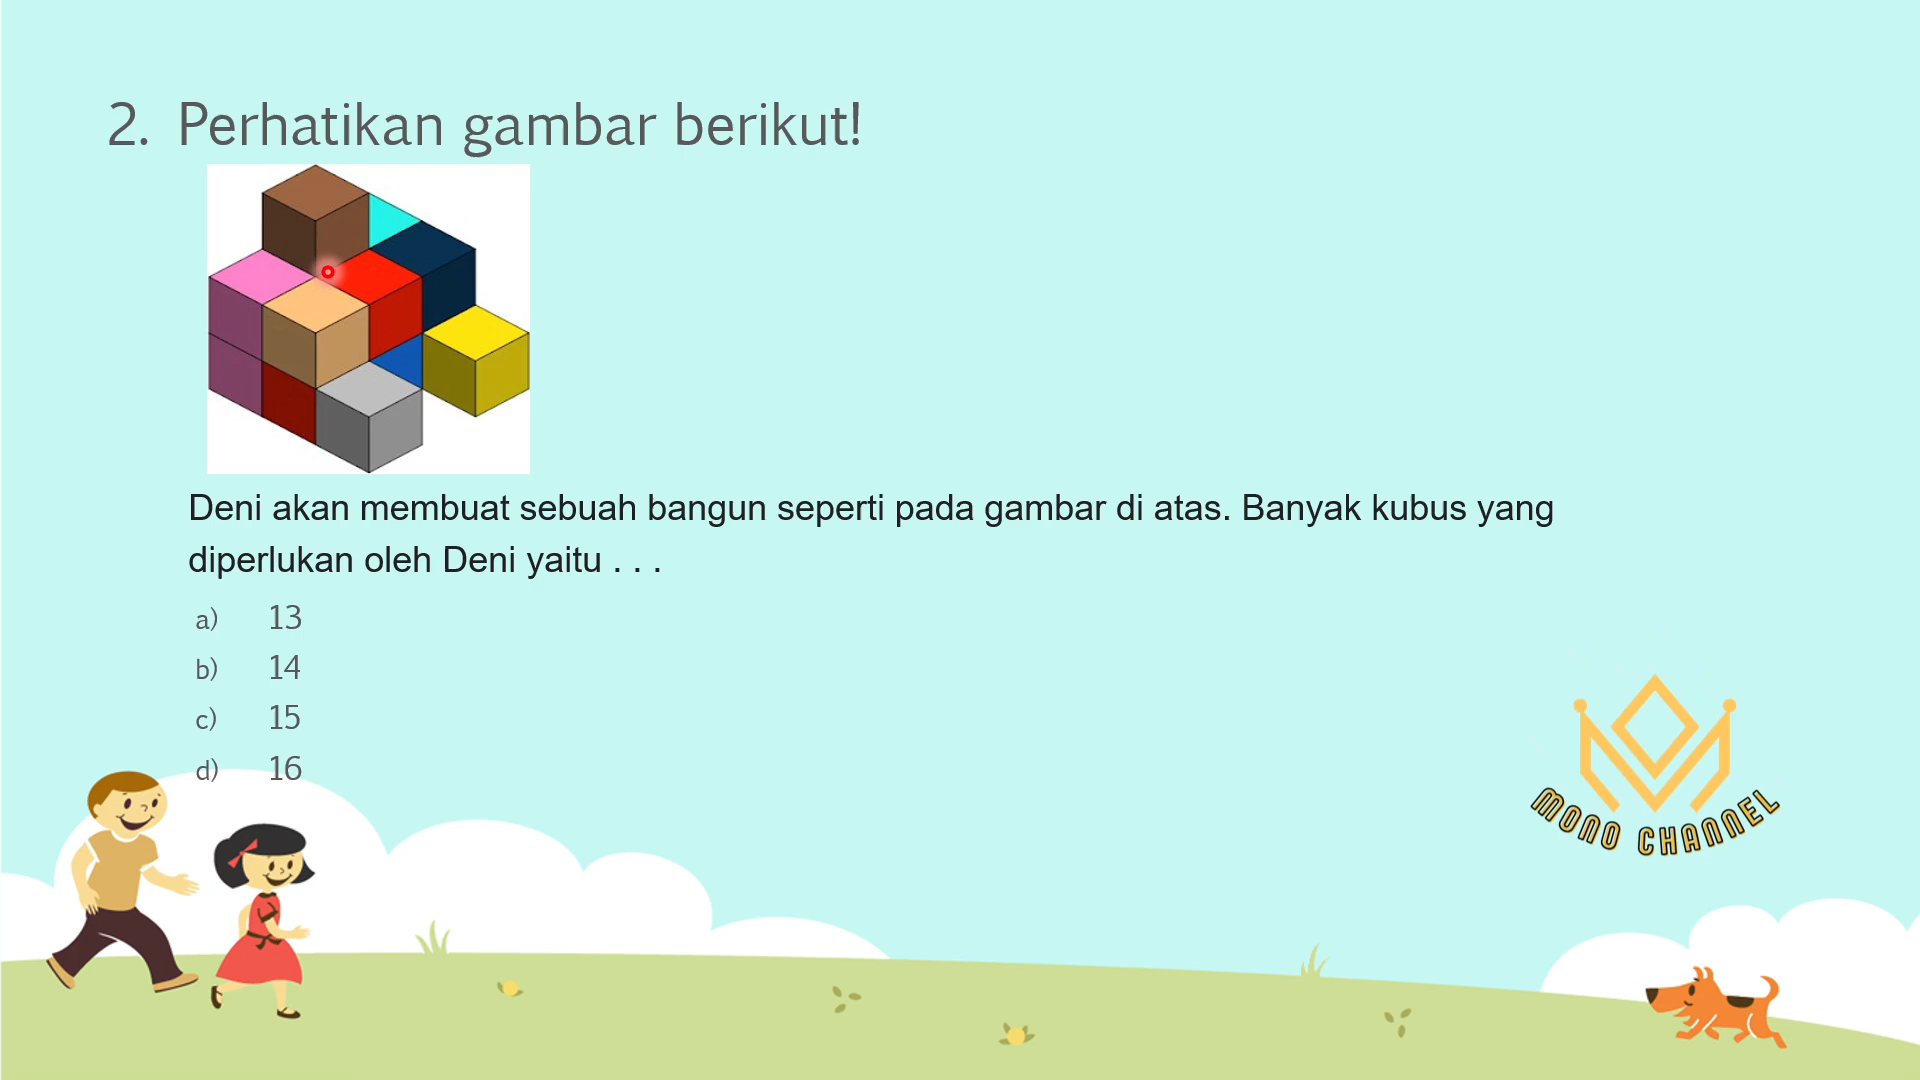 2. Perhatikan gambar berikut!
Deni akan membuat sebuah bangun seperti pada gambar di atas. Banyak kubus yang
diperlukan oleh Deni yaitu . . .
a) 13
b) 14
c) 15
d) 16
MONO CHANNEL